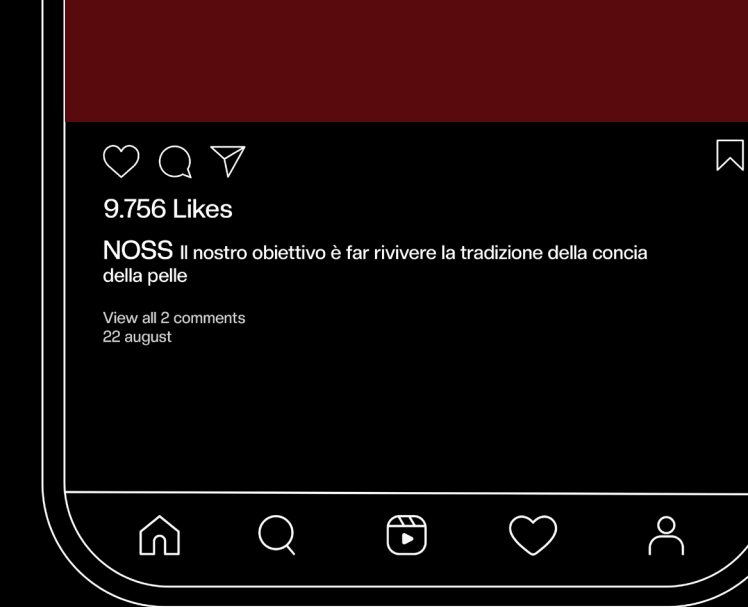 9.756 Likes
NOSS Il nostro obiettivo è far rivivere la tradizione della concia
della pelle
View all 2 comments
22 august